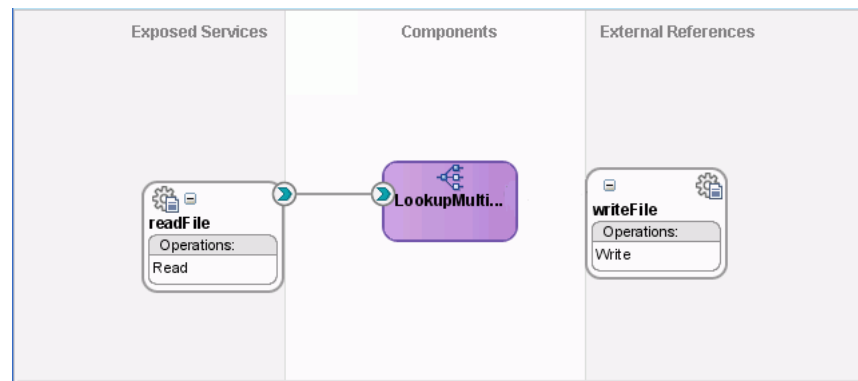 Exposed Services
Components
External References
readFile
Operations:
Read
LookupMulti...
writeFile
Operations:
Write